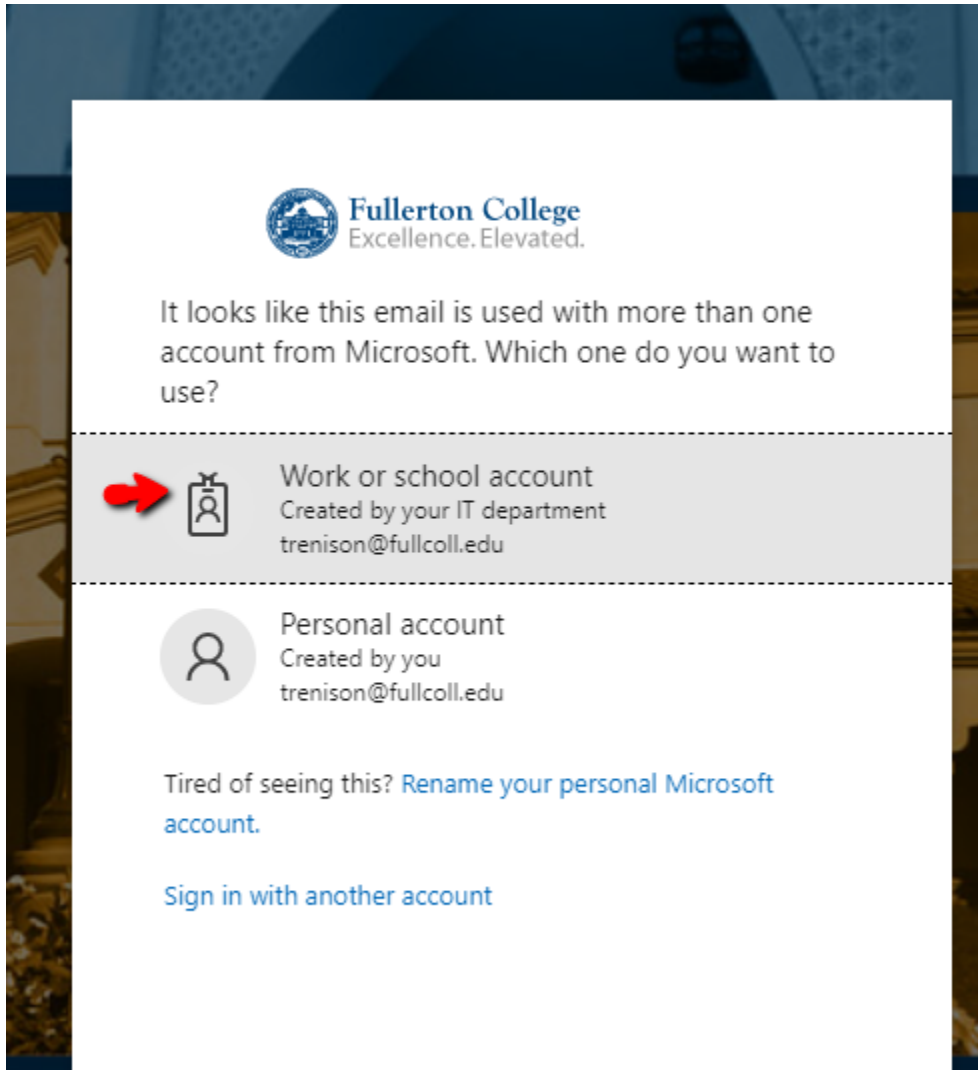 Fullerton College
Excellence. Elevated.
It looks like this email is used with more than one
account from Microsoft. Which one do you want to
use?
Work or school account
Created by your IT department
trenison@fullcoll.edu
Personal account
Created by you
trenison@fullcoll.edu
Tired of seeing this? Rename your personal Microsoft
account.
Sign in with another account